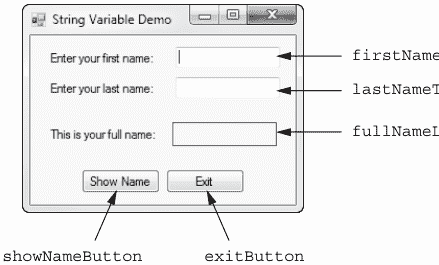 String Variable Demo
Enter your first name:
firstName
Enter your last name:
lastNameT
This is your full name:
fullNameL
Show Name
Exit
showNameButton
exitButton